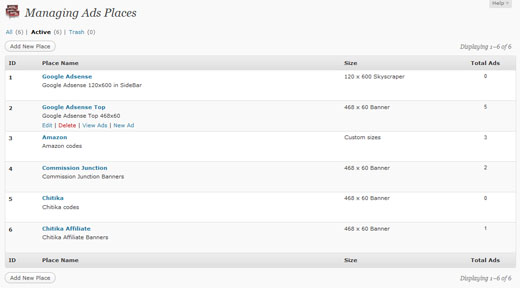 Help
Managing Ads Places
All (6) | Active (6) | Trash (0)
Add New Place
Displaying 1–6 of 6
ID Place Name Size Total Ads
1 Google Adsense 120 x 600 Skyscraper 0
Google Adsense 120x600 in SideBar
2 Google Adsense Top 468 x 60 Banner 5
Google Adsense Top 468x60
Edit | Delete | View Ads | New Ad
3 Amazon Custom sizes 3
Amazon codes
4 Commission Junction 468 x 60 Banner 2
Commission Junction Banners
5 Chitika 468 x 60 Banner 0
Chitika codes
6 Chitika Affiliate 468 x 60 Banner 1
Chitika Affiliate Banners
ID Place Name Size Total Ads
Add New Place
Displaying 1–6 of 6